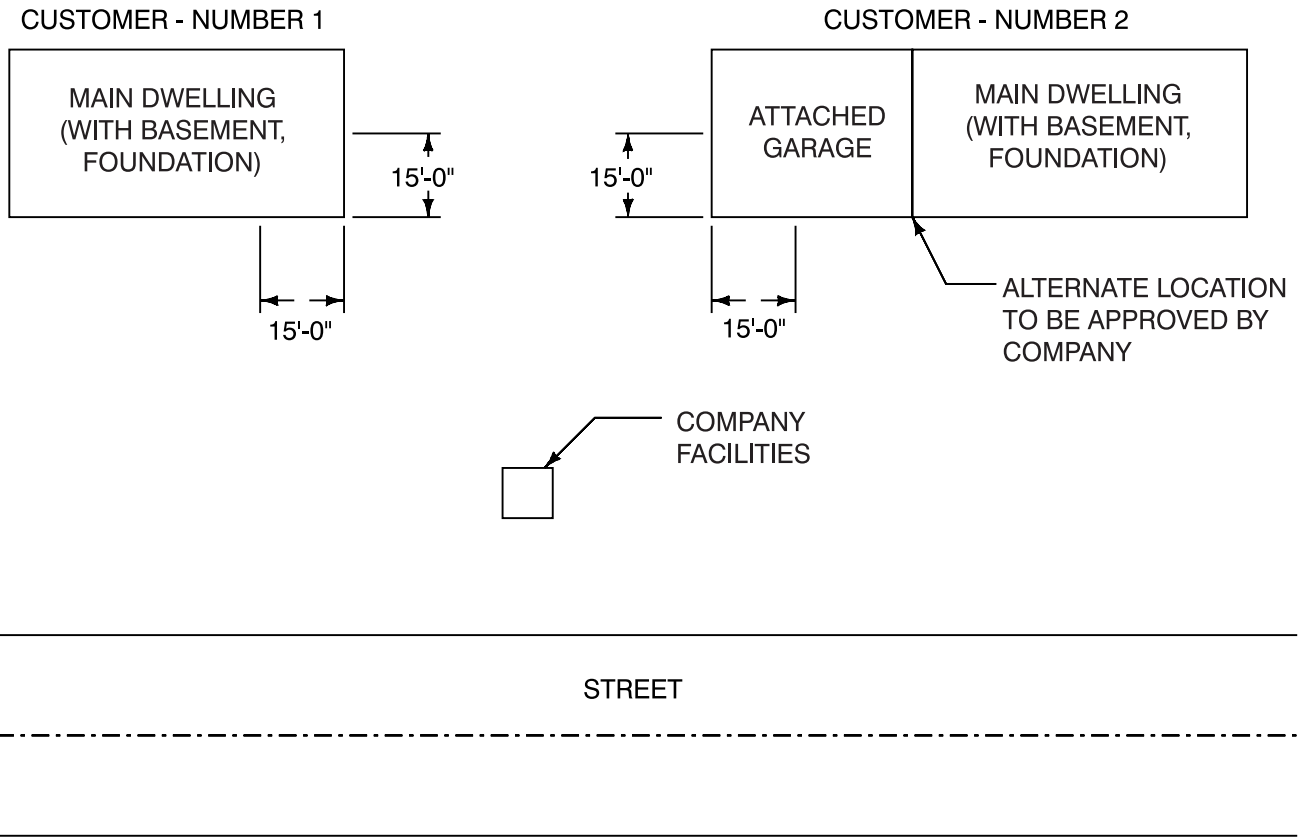 CUSTOMER - NUMBER 1
MAIN DWELLING
(WITH BASEMENT,
FOUNDATION)
15'-0"
15'-0"
CUSTOMER - NUMBER 2
ATTACHED
GARAGE
MAIN DWELLING
(WITH BASEMENT,
FOUNDATION)
15'-0"
15'-0"
ALTERNATE LOCATION
TO BE APPROVED BY
COMPANY
COMPANY
FACILITIES
STREET